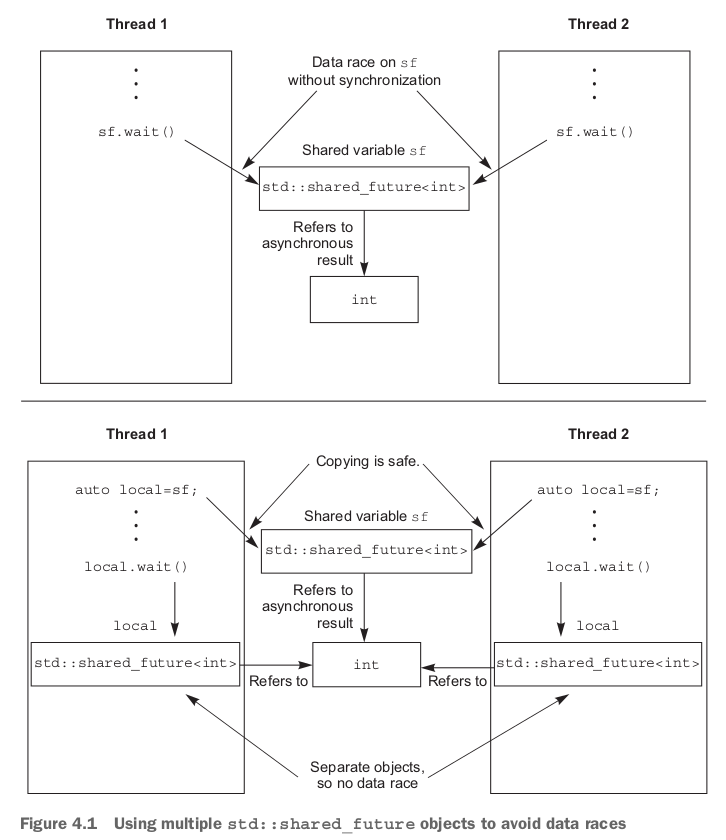 Thread 1
Thread 2
Data race on sf
without synchronization
sf.wait()
sf.wait()
Shared variable sf
std::shared_future<int>
Refers to
asynchronous
result
int
Thread 1
Thread 2
Copying is safe.
auto local=sf;
auto local=sf;
Shared variable sf
std::shared_future<int>
local.wait()
local.wait()
Refers to
asynchronous
result
local
local
std::shared_future<int>
int
std::shared_future<int>
Refers to
Refers to
Separate objects,
so no data race
Figure 4.1 Using multiple std::shared_future objects to avoid data races